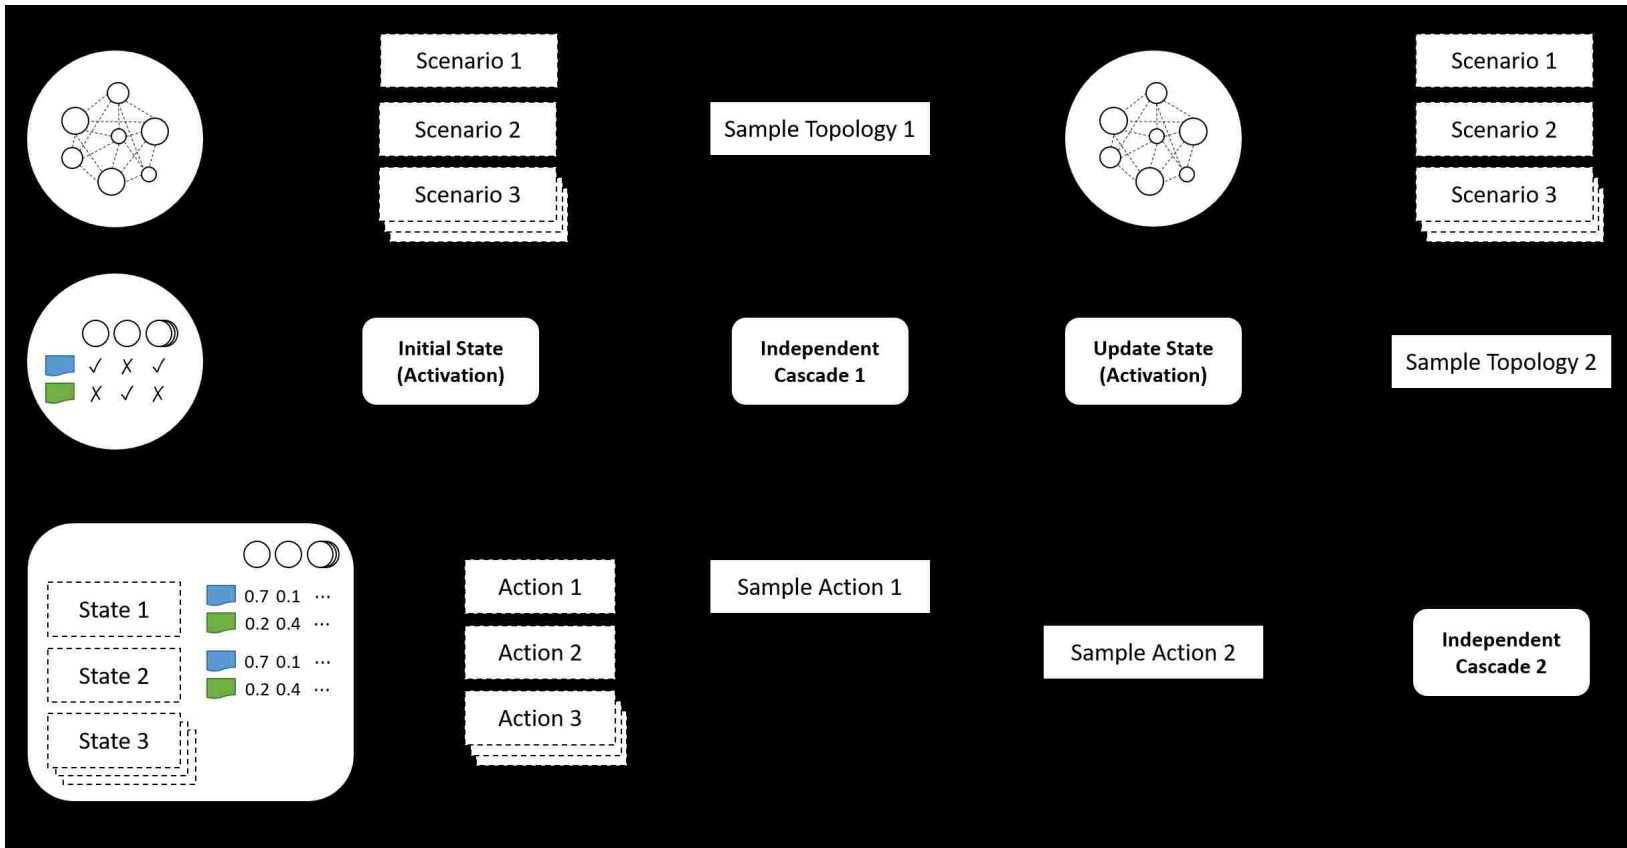 Scenario 1
Scenario 2
Scenario 3
Sample Topology 1
Scenario 1
Scenario 2
Scenario 3
✓ ✗ ✓
✗ ✓ ✗
Initial State
(Activation)
Independent
Cascade 1
Update State
(Activation)
Sample Topology 2
State 1
State 2
State 3
0.7 0.1 ...
0.2 0.4 ...
0.7 0.1 ...
0.2 0.4 ...
Action 1
Action 2
Action 3
Sample Action 1
Sample Action 2
Independent
Cascade 2